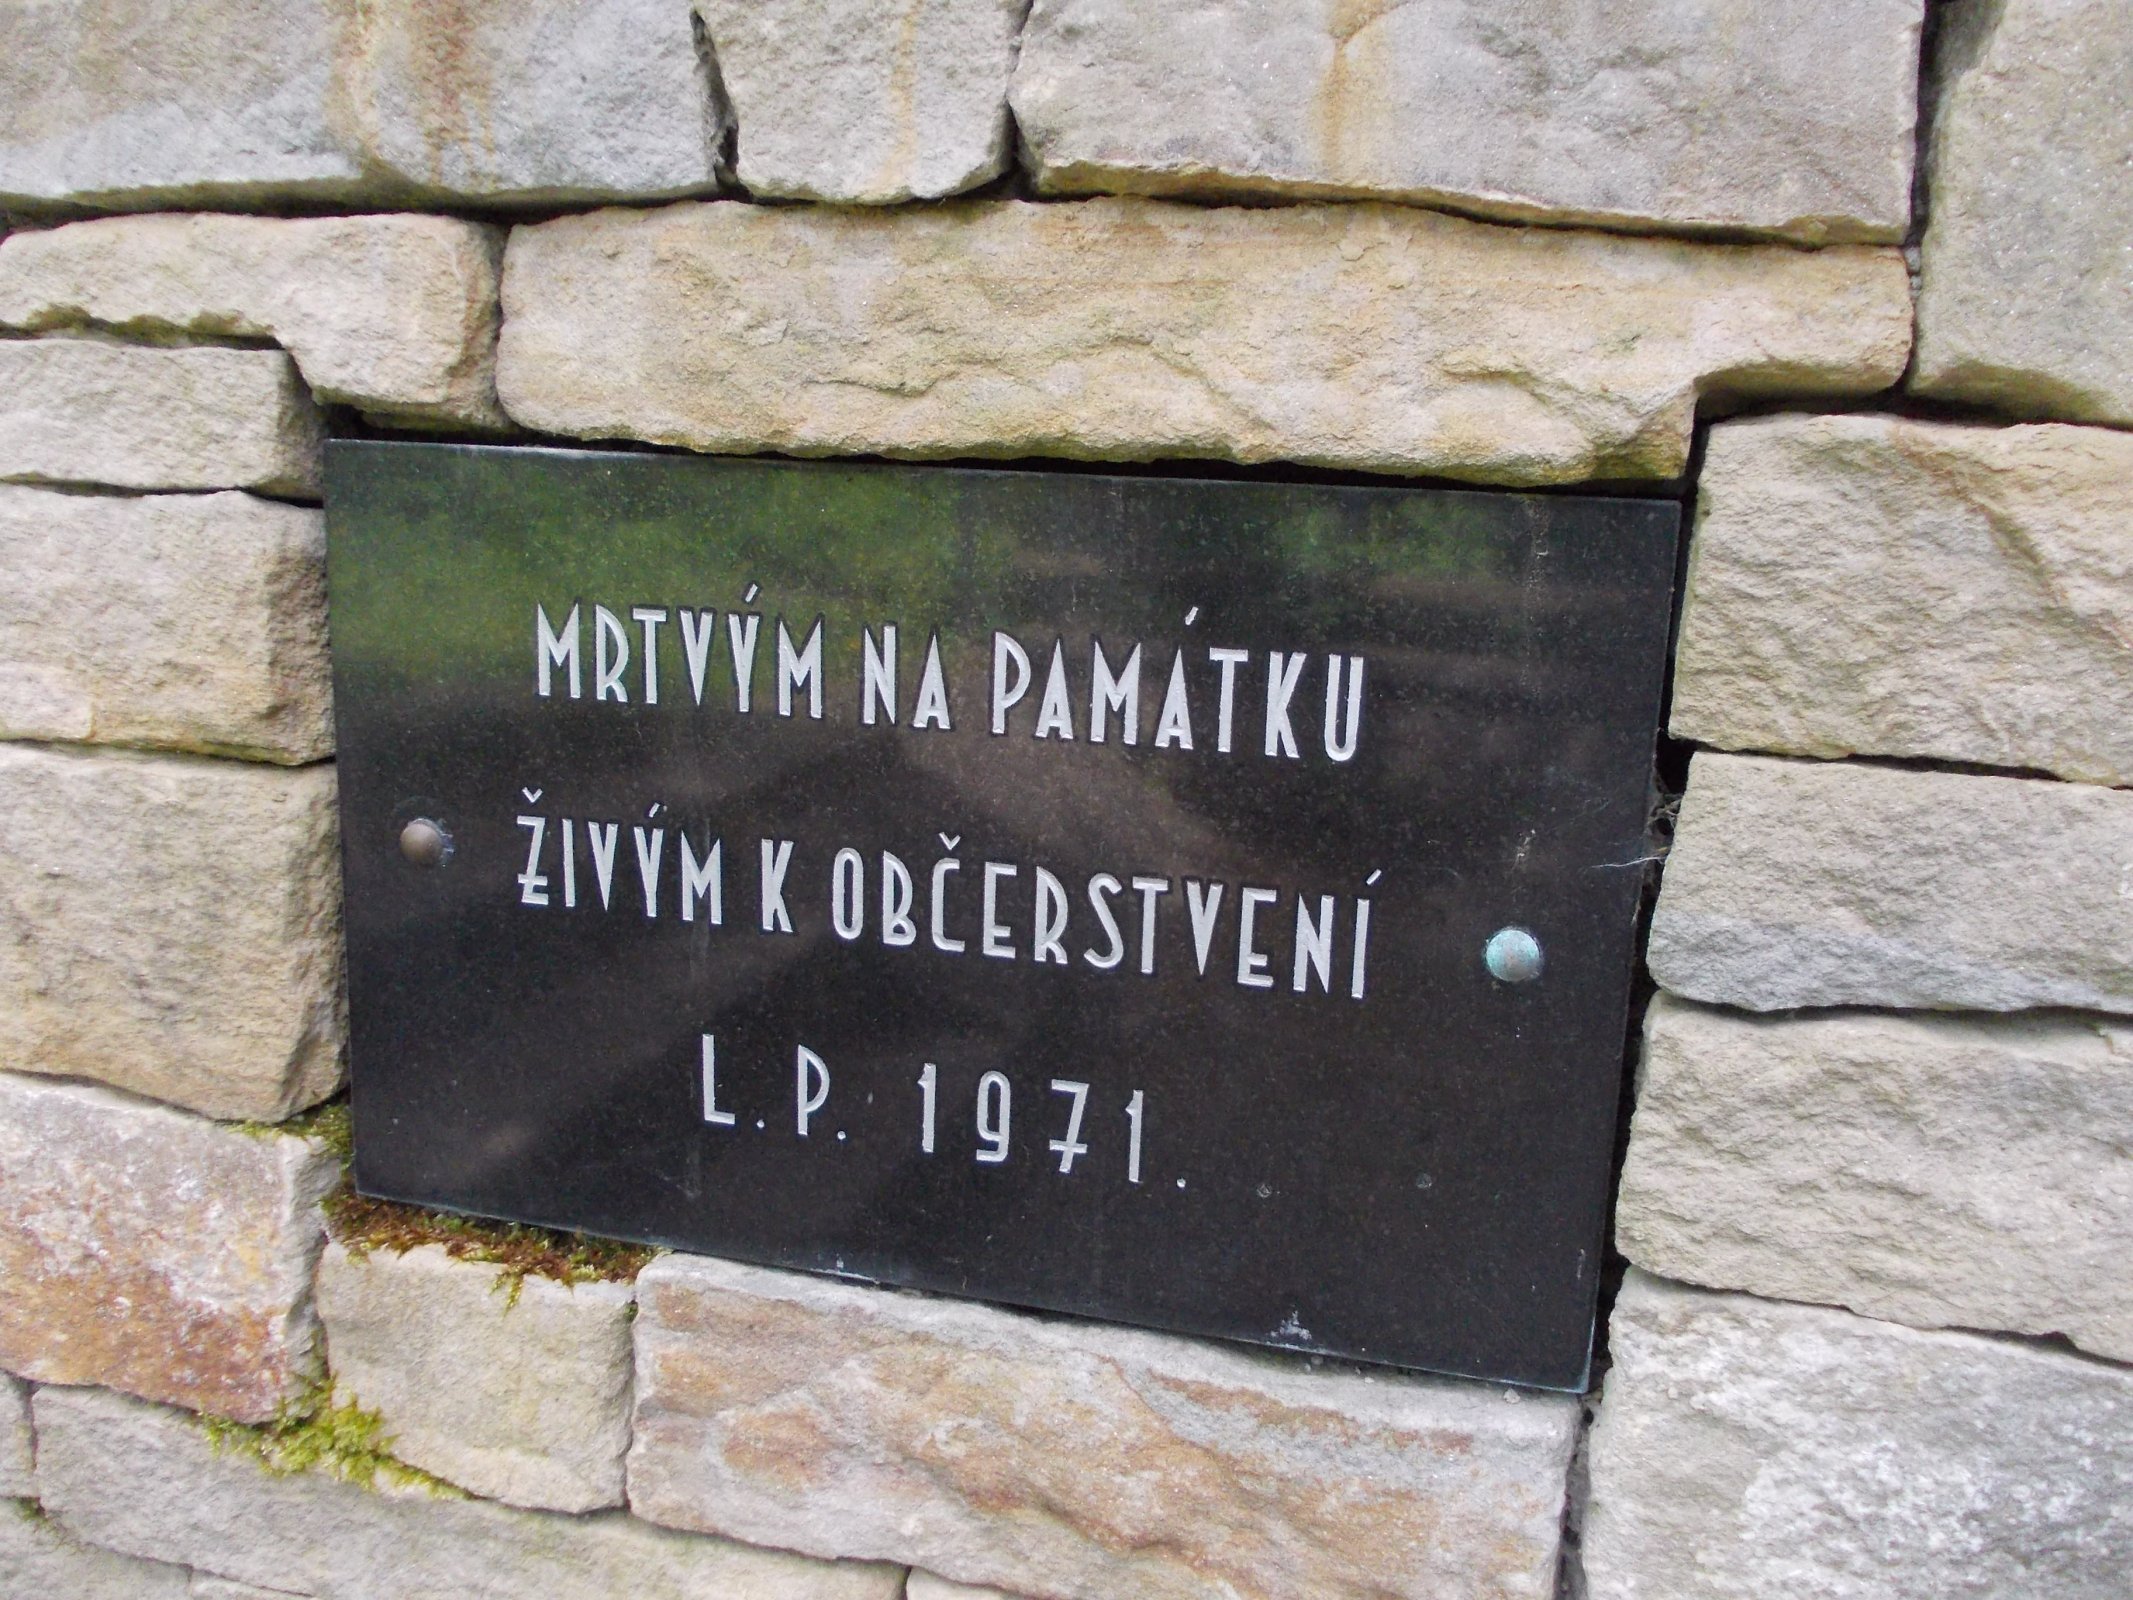 MRTVÝM NA PAMÁTKU
ŽIVÝM K OBČERSTVENÍ
L.P. 1971.